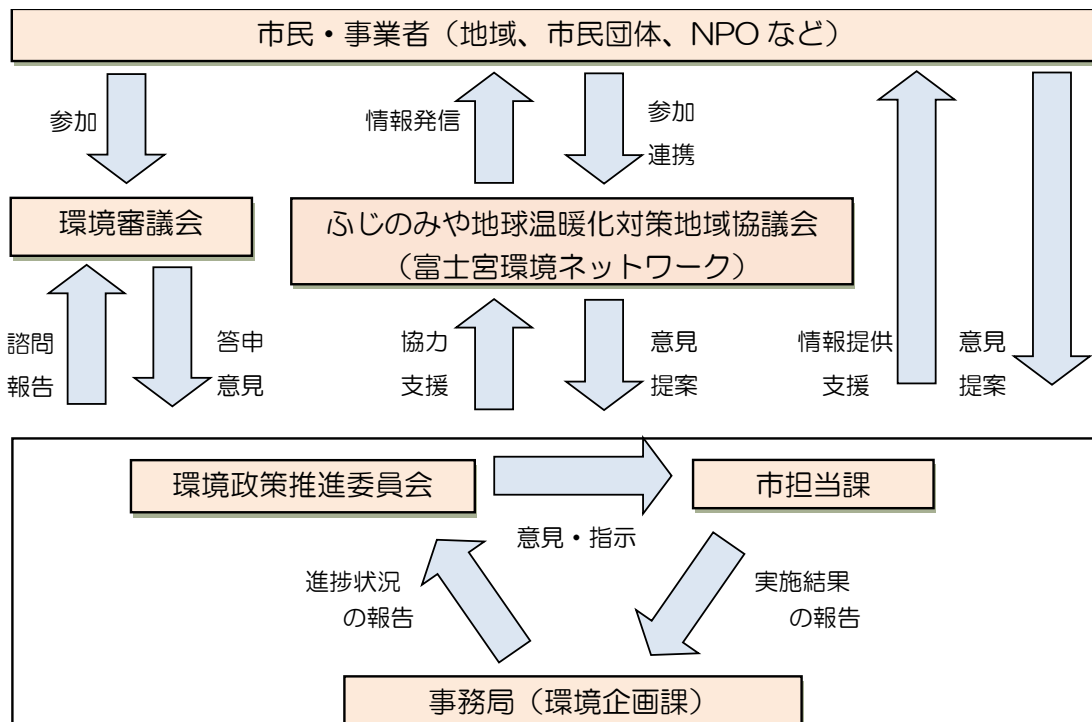 市民・事業者（地域、市民団体、NPO など）
参加
情報発信
参加
連携
環境審議会
ふじのみや地球温暖化対策地域協議会
（富士宮環境ネットワーク）
諮問
報告
答申
意見
協力
支援
意見
提案
情報提供
支援
意見
提案
環境政策推進委員会
市担当課
意見・指示
進捗状況
の報告
実施結果
の報告
事務局（環境企画課）